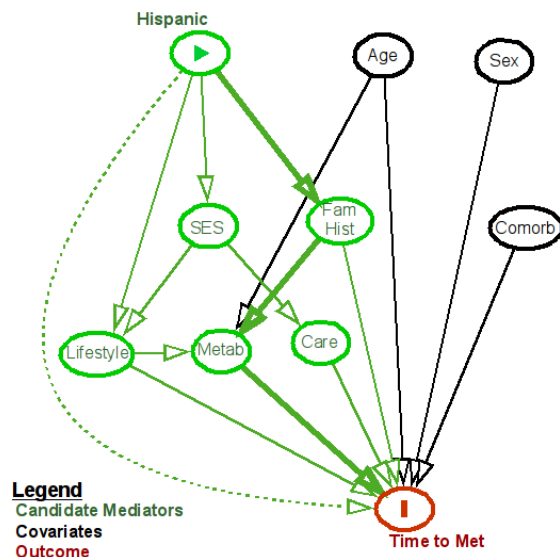 Hispanic
Age
Sex
SES
Fam
Hist
Comorb
Lifestyle
Metab
Care
Legend
Candidate Mediators
Covariates
Outcome
Time to Met